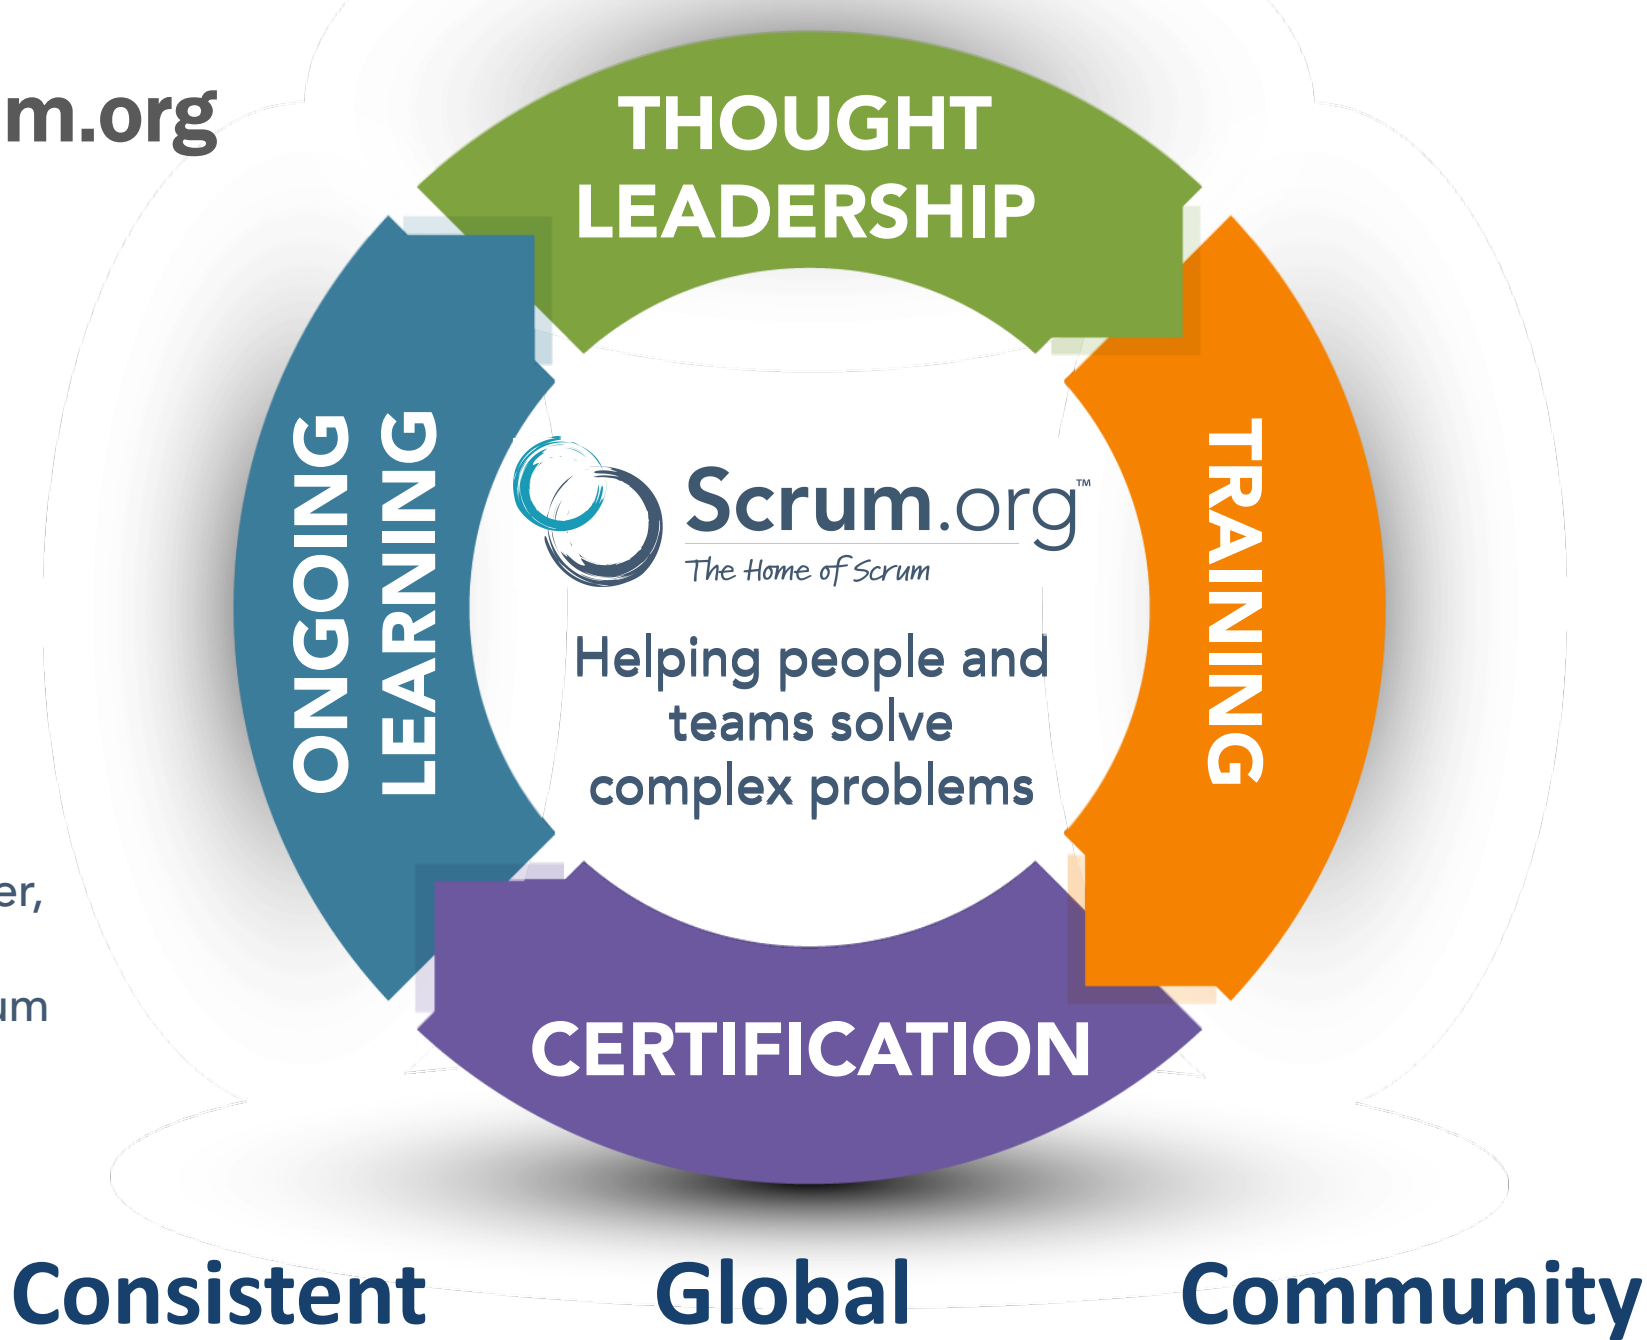 m.org
THOUGHT
LEADERSHIP
TRAINING
ONGOING
LEARNING
Scrum.org™
The Home of Scrum
Helping people and
teams solve
complex problems
er,
um
CERTIFICATION
Consistent Global Community